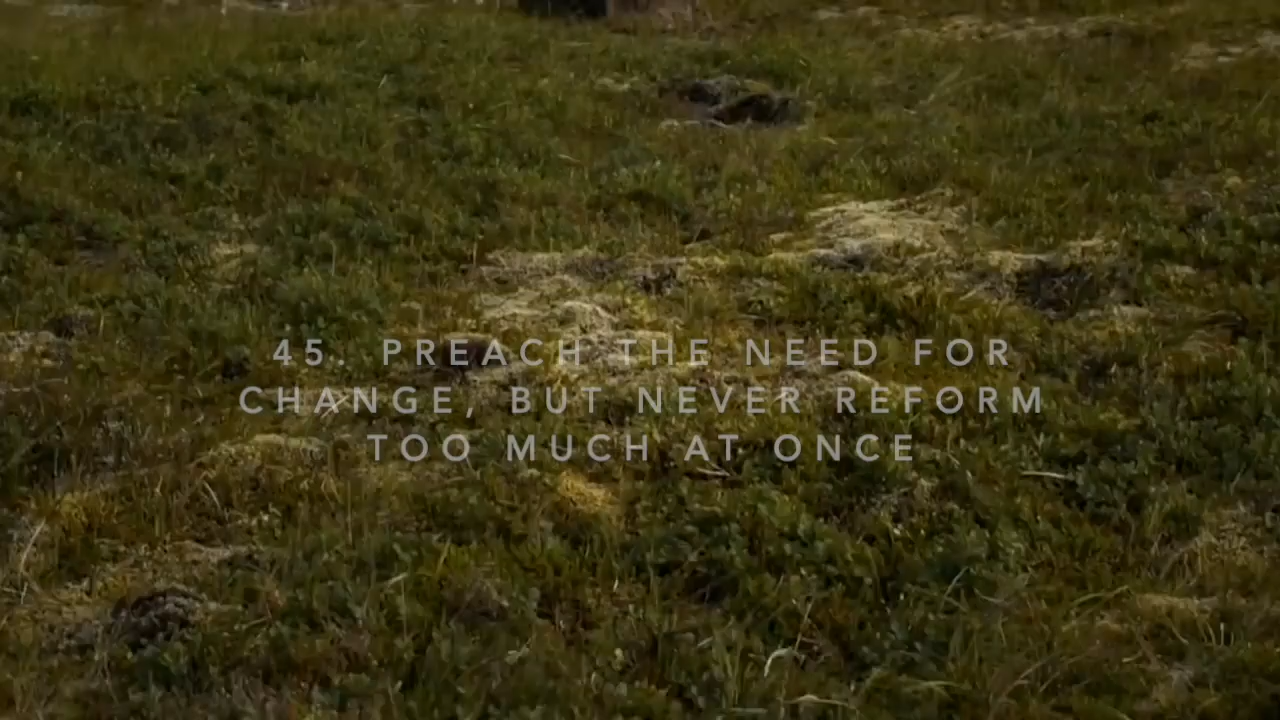 45. PREACH THE NEED FOR
CHANGE, BUT NEVER REFORM
TOO MUCH AT ONCE